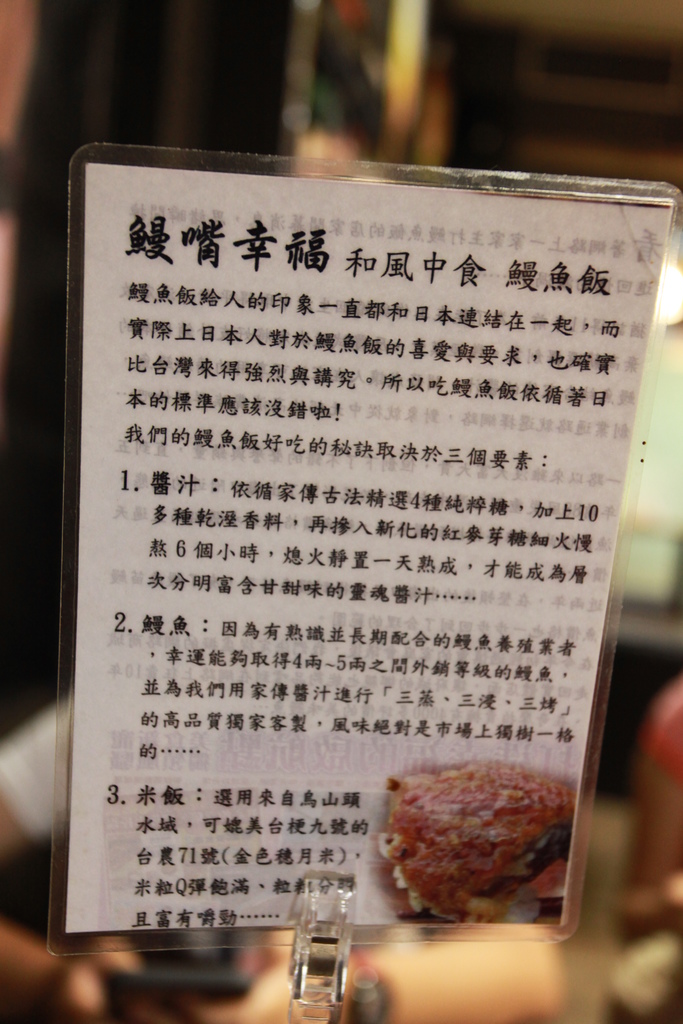 鰻嘴幸福 和風中食 鰻魚飯
鰻魚飯給人的印象一直都和日本連結在一起，而
實際上日本人對於鰻魚飯的喜愛與要求，也確實
比台灣來得強烈與講究。所以吃鰻魚飯依循著日
本的標準應該沒錯啦!
我們的鰻魚飯好吃的秘訣取決於三個要素：
1. 醬汁：依循家傳古法精選4種純粹糖，加上10
多種乾溼香料，再摻入新化的紅麥芽糖細火慢
熬 6 個小時，熄火靜置一天熟成，才能成為層
次分明富含甘甜味的靈魂醬汁……
2. 鰻魚：因為有熟識並長期配合的鰻魚養殖業者
，幸運能夠取得4兩~5兩之間外銷等級的鰻魚，
並為我們用家傳醬汁進行「三蒸、三浸、三烤」
的高品質獨家客製，風味絕對是市場上獨樹一格
的……
3. 米飯：選用來自烏山頭
水域，可媲美台梗九號的
台農71號(金色穗月米)，
米粒Q彈飽滿、粒粒分明
且富有嚼勁……